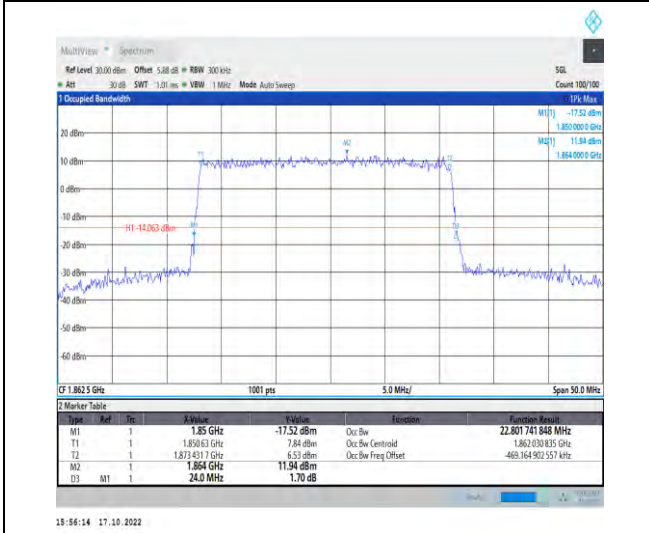 MultiView Spectrum
Ref Level 30.00 dBm Offset 5.88 dB RBW 300 kHz SGL
Att 30 dB SWT 1.01 ms VBW 1 MHz Mode Auto Sweep Count 100/100
1 Occupied Bandwidth 1Pk Max
M1[1] -17.52 dBm
1.850 000 0 GHz
20 dBm M2[1] 11.94 dBm
M2 1.864 000 0 GHz
T1
10 dBm
0 dBm
-10 dBm
H1 -14.063 dBm M1
-20 dBm
-30 dBm
-40 dBm
-50 dBm
-60 dBm
CF 1.862 5 GHz 1001 pts 5.0 MHz/ Span 50.0 MHz
2 Marker Table
Type Ref Trc X-Value Y-Value Function Function Result
M1 1 1.85 GHz -17.52 dBm Occ Bw 22.801 741 848 MHz
T1 1 1.850 63 GHz 7.84 dBm Occ Bw Centroid 1.862 030 835 GHz
T2 1 1.873 431 7 GHz 6.53 dBm Occ Bw Freq Offset -469.164 902 557 kHz
M2 1 1.864 GHz 11.94 dBm
D3 M1 1 24.0 MHz 1.70 dB
15:56:14 17.10.2022